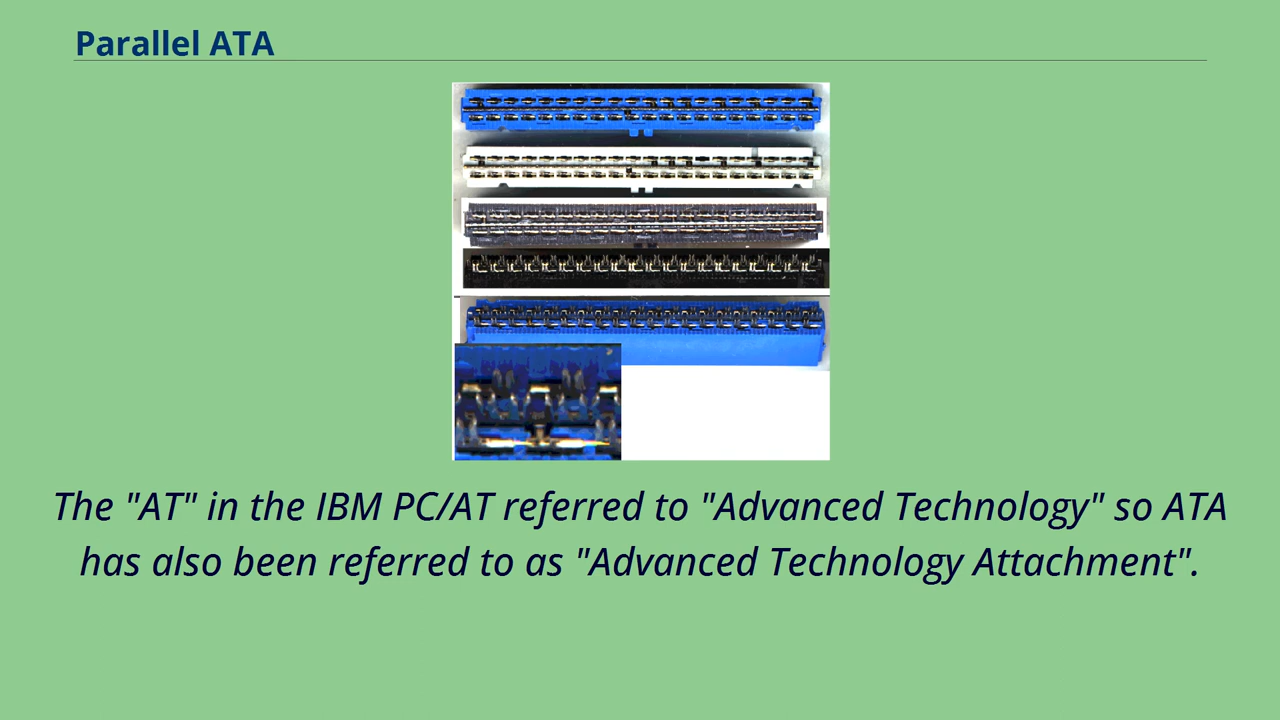 Parallel ATA
The "AT" in the IBM PC/AT referred to "Advanced Technology" so ATA
has also been referred to as "Advanced Technology Attachment".